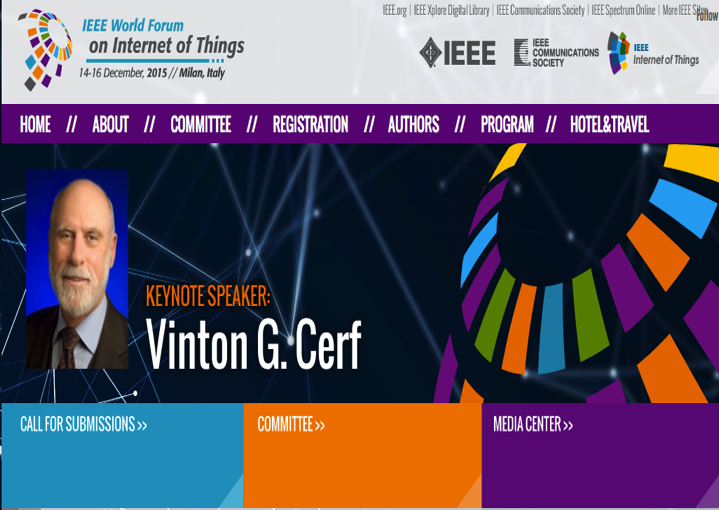 IEEE.org | IEEE Xplore Digital Library | IEEE Communications Society | IEEE Spectrum Online | More IEEE Sites
Follow
IEEE World Forum
on Internet of Things
14-16 December, 2015 // Milan, Italy
IEEE
IEEE
COMMUNICATIONS
SOCIETY
IEEE
Internet of Things
HOME // ABOUT // COMMITTEE // REGISTRATION // AUTHORS // PROGRAM // HOTEL&TRAVEL
KEYNOTE SPEAKER:
Vinton G. Cerf
CALL FOR SUBMISSIONS >>
COMMITTEE >>
MEDIA CENTER >>